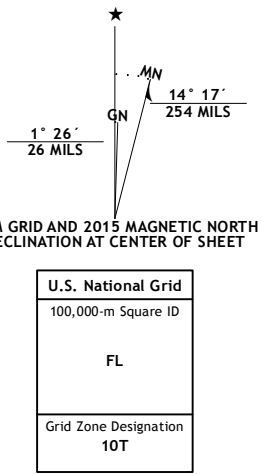 MN
GN
14° 17´
254 MILS
1° 26´
26 MILS
GRID AND 2015 MAGNETIC NORTH
AT CENTER OF SHEET
U.S. National Grid
100,000-m Square ID
FL
Grid Zone Designation
10T